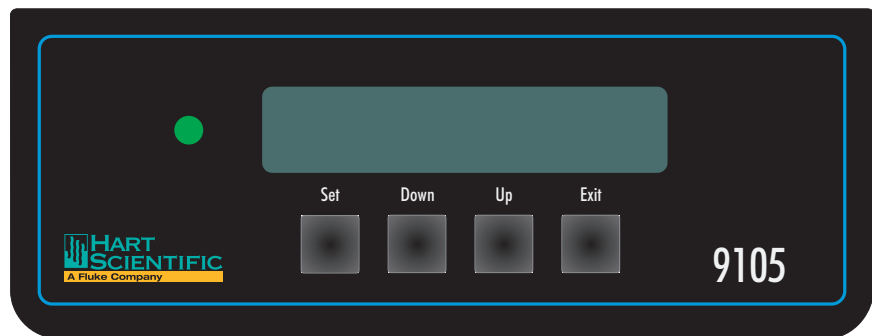 Set Down Up Exit
HART
SCIENTIFIC
A Fluke Company
9105